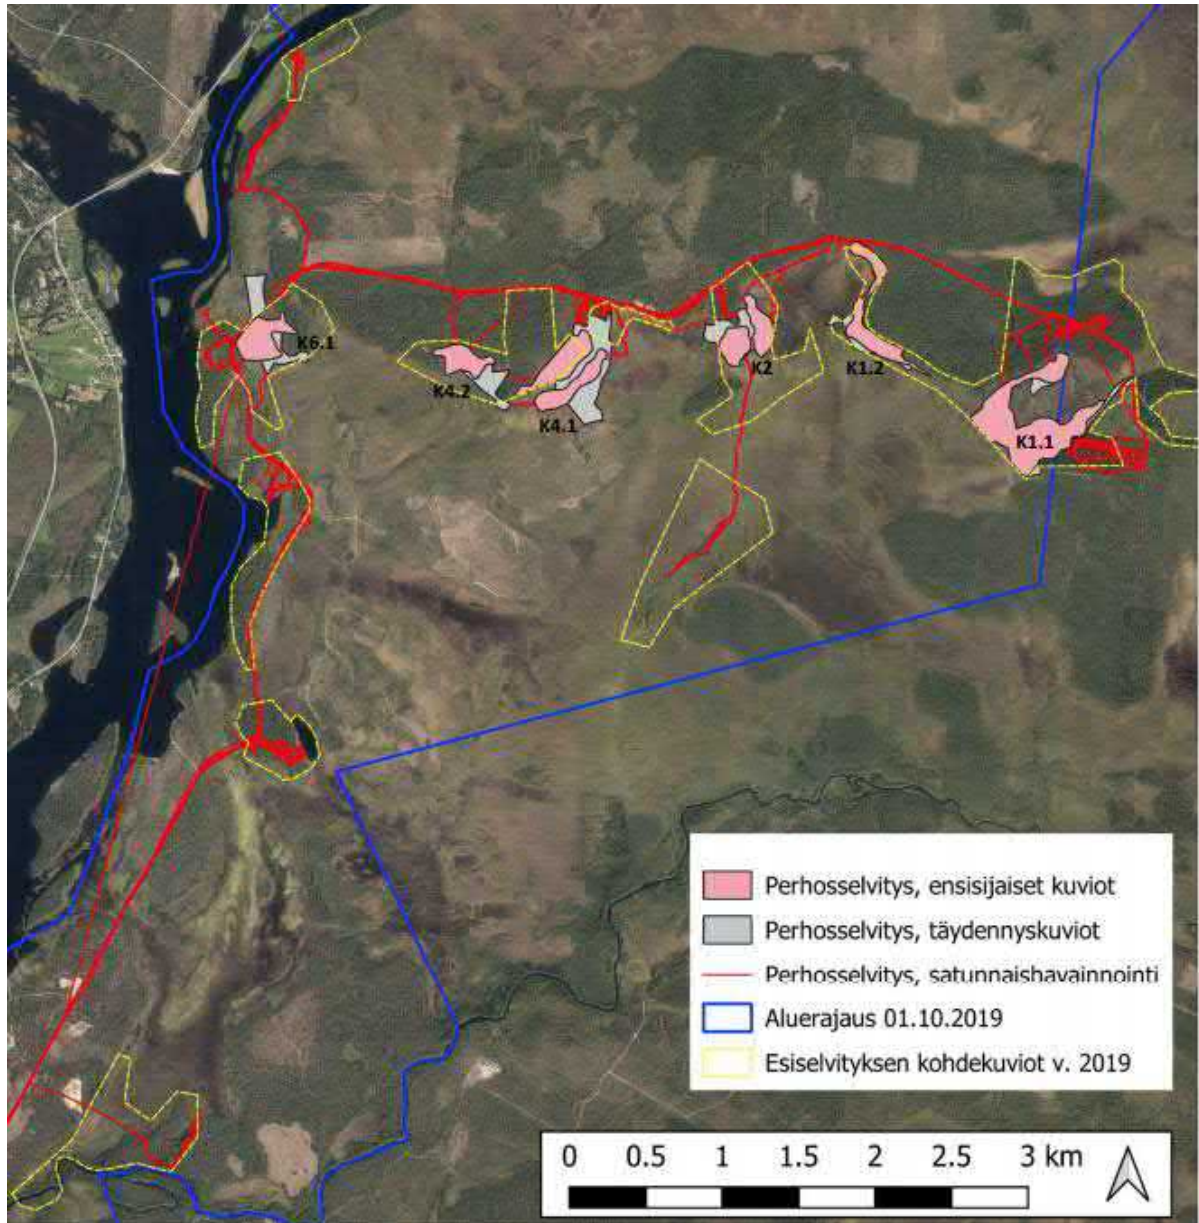 K6.1
K4.2
K4.1
K2
K1.2
K1.1
Perhosselvitys, ensisijaiset kuviot
Perhosselvitys, täydennyskuviot
Perhosselvitys, satunnaishavainnointi
Aluerajaus 01.10.2019
Esiselvityksen kohdekuviot v. 2019
0 0.5 1 1.5 2 2.5 3 km